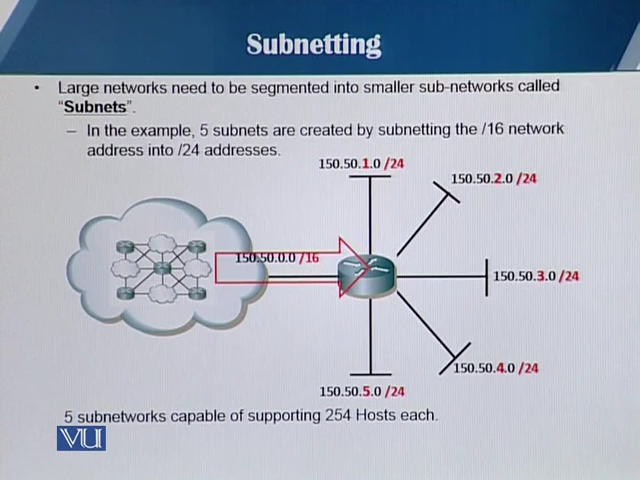 Subnetting
• Large networks need to be segmented into smaller sub-networks called
"Subnets".
– In the example, 5 subnets are created by subnetting the /16 network
address into /24 addresses.
150.50.1.0 /24
150.50.2.0 /24
150.50.0.0 /16
150.50.3.0 /24
150.50.4.0 /24
150.50.5.0 /24
5 subnetworks capable of supporting 254 Hosts each.
VU